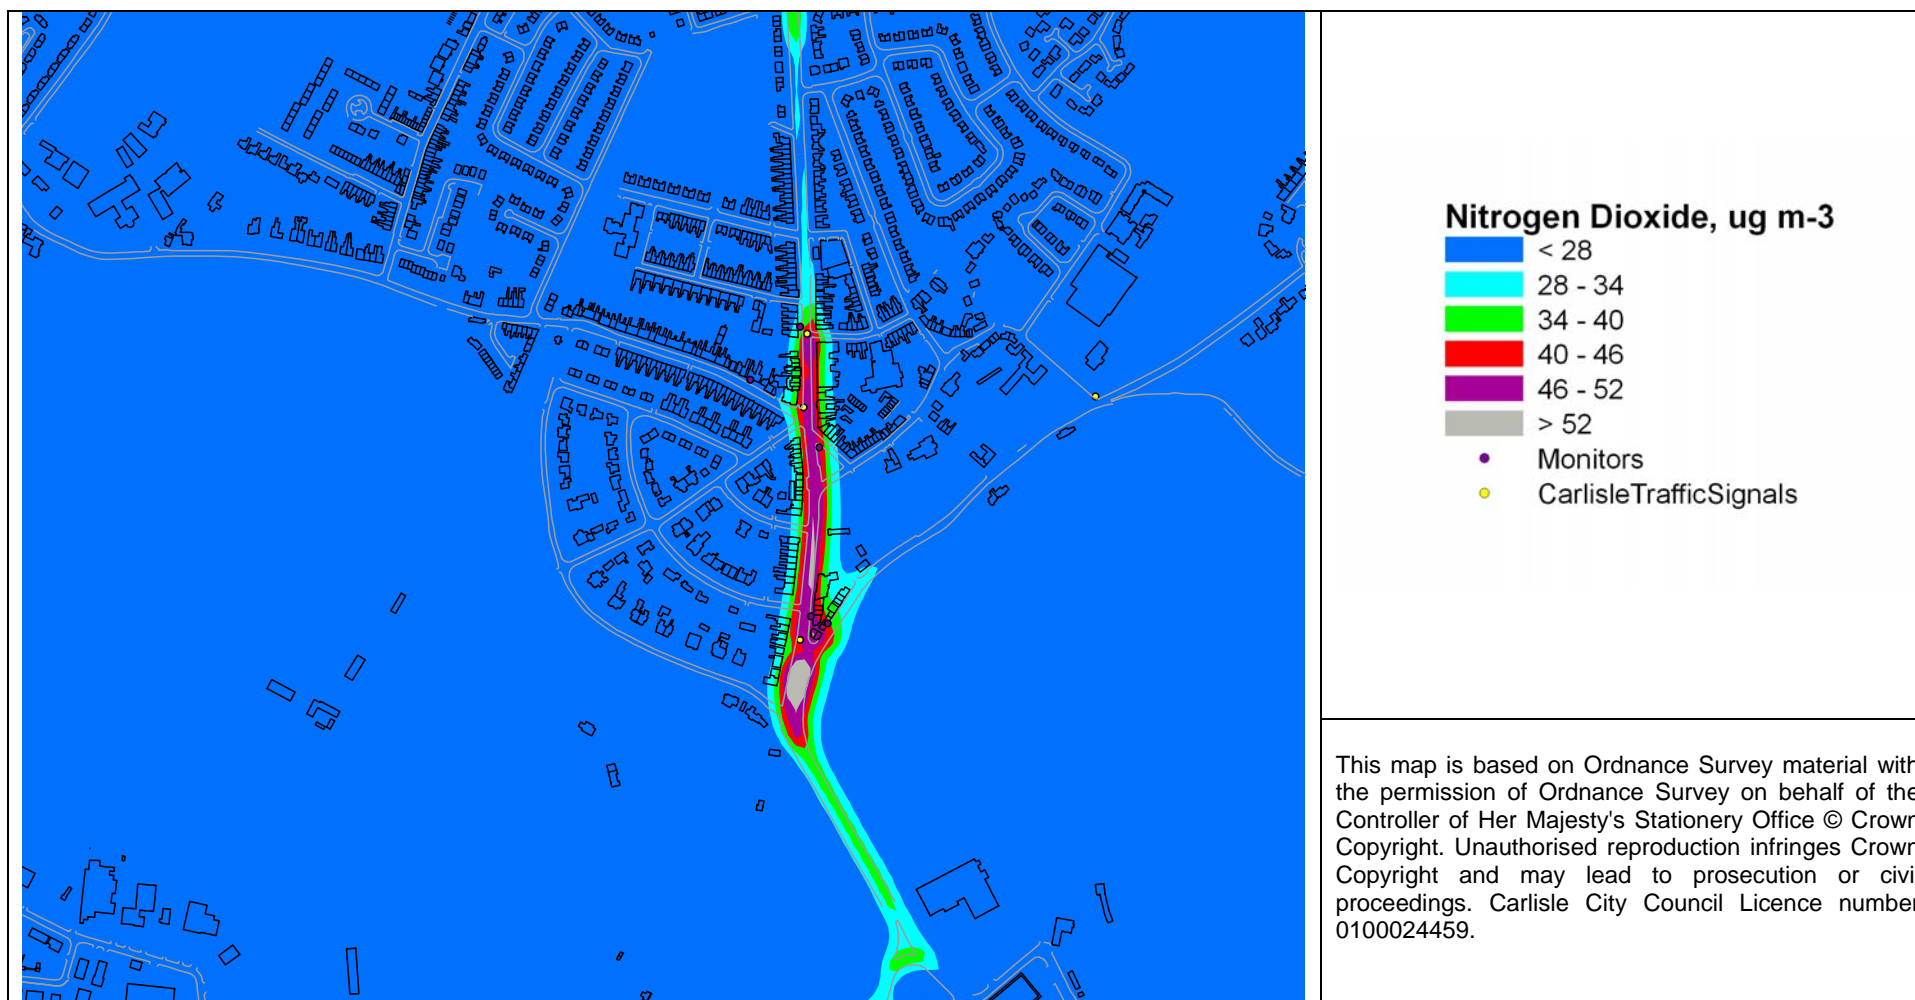 Nitrogen Dioxide, ug m-3
< 28
28 - 34
34 - 40
40 - 46
46 - 52
> 52
Monitors
CarlisleTrafficSignals
This map is based on Ordnance Survey material with
the permission of Ordnance Survey on behalf of the
Controller of Her Majesty's Stationery Office © Crown
Copyright. Unauthorised reproduction infringes Crown
Copyright and may lead to prosecution or civi
proceedings. Carlisle City Council Licence number
0100024459.